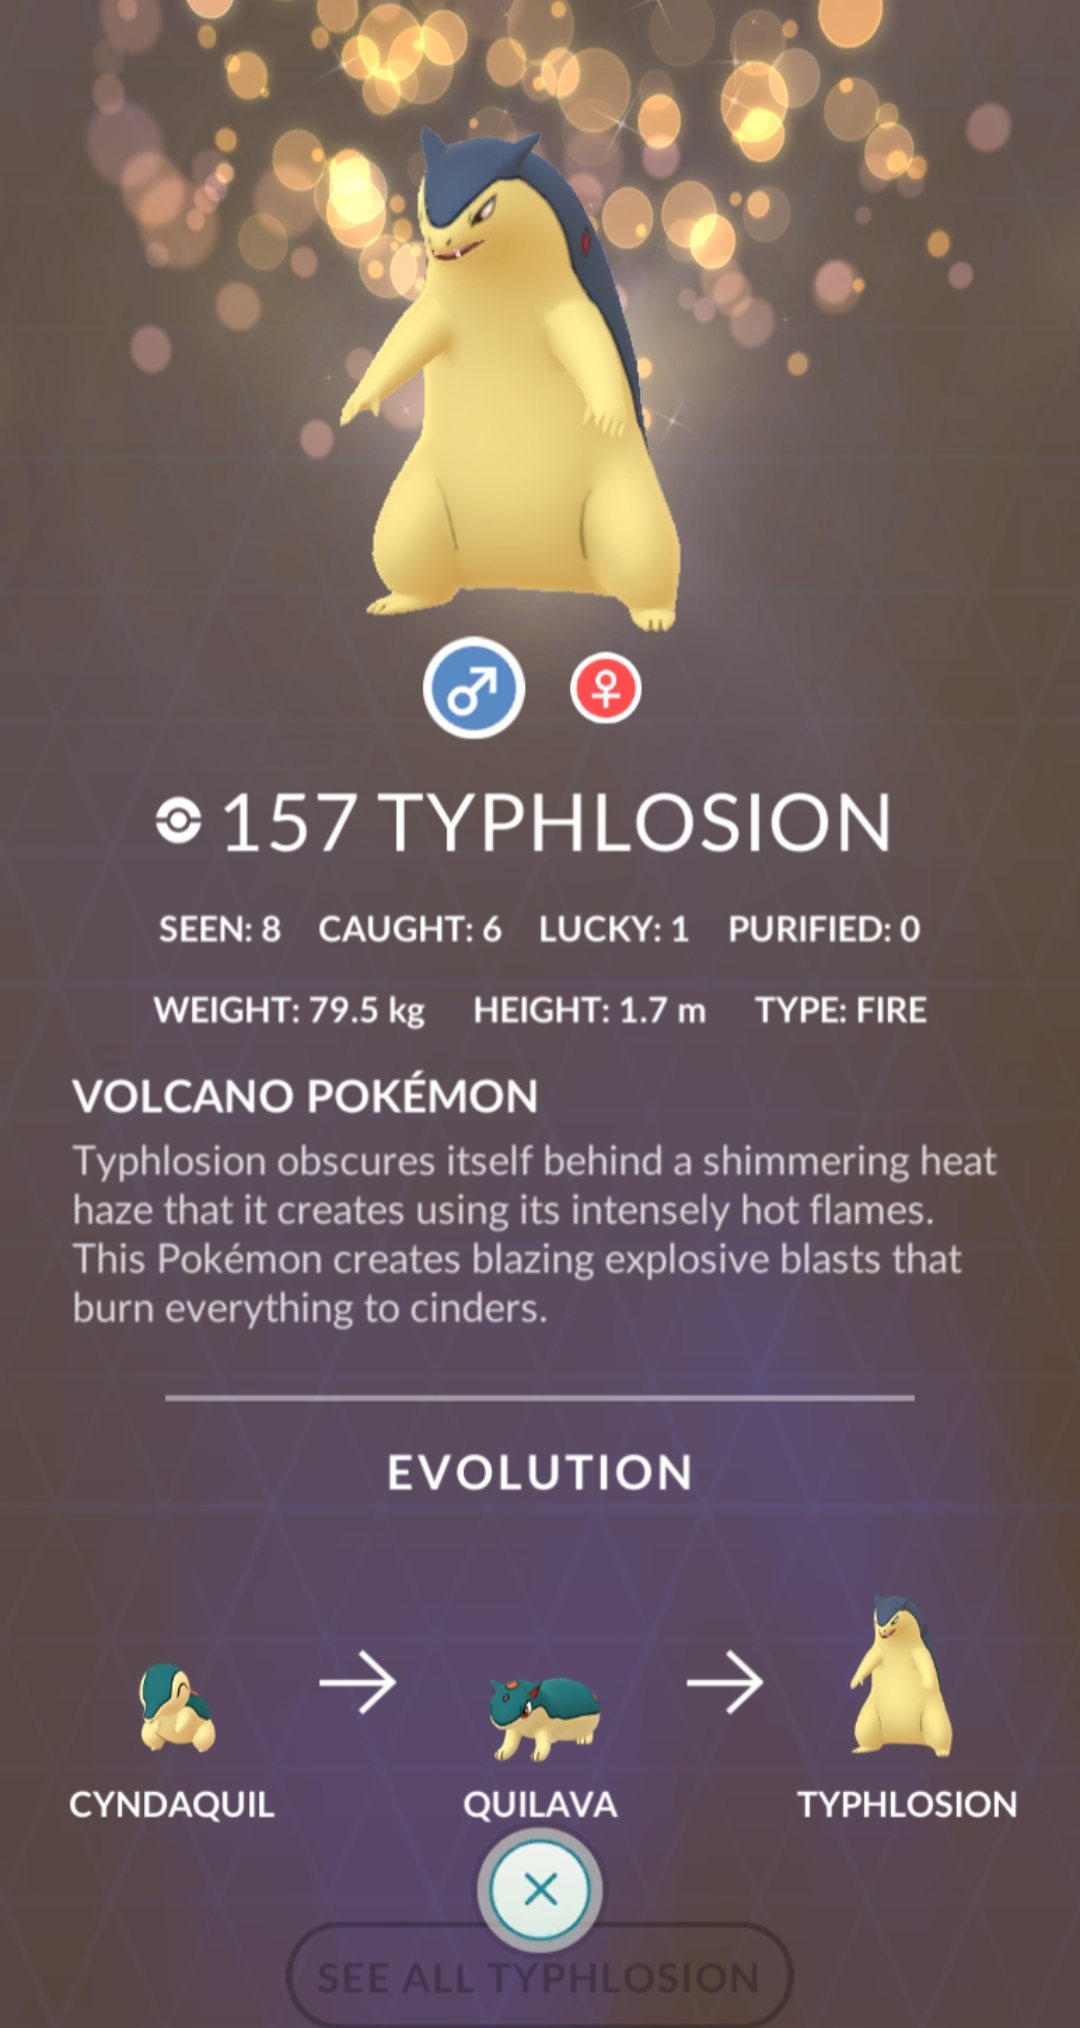 157 TYPHLOSION
SEEN: 8 CAUGHT: 6 LUCKY: 1 PURIFIED: 0
WEIGHT: 79.5 kg HEIGHT: 1.7 m TYPE: FIRE
VOLCANO POKÉMON
Typhlosion obscures itself behind a shimmering heat
haze that it creates using its intensely hot flames.
This Pokémon creates blazing explosive blasts that
burn everything to cinders.
EVOLUTION
CYNDAQUIL QUILAVA TYPHLOSION
SEE ALL TYPHLOSION